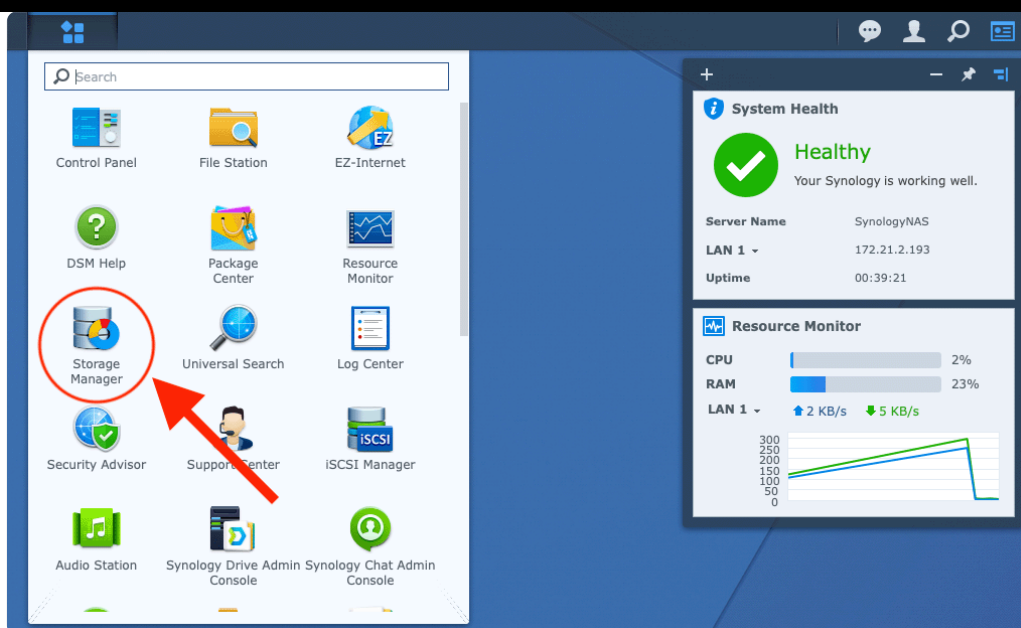 Search
Control Panel
File Station
EZ
EZ-Internet
DSM Help
Package
Center
Resource
Monitor
Storage
Manager
Universal Search
Log Center
Security Advisor
Support Center
iSCSI
iSCSI Manager
Audio Station
Synology Drive Admin
Console
Synology Chat Admin
Console
System Health
Healthy
Your Synology is working well.
Server Name SynologyNAS
LAN 1 172.21.2.193
Uptime 00:39:21
Resource Monitor
CPU 2%
RAM 23%
LAN 1 2 KB/s 5 KB/s
300
250
200
150
100
50
0